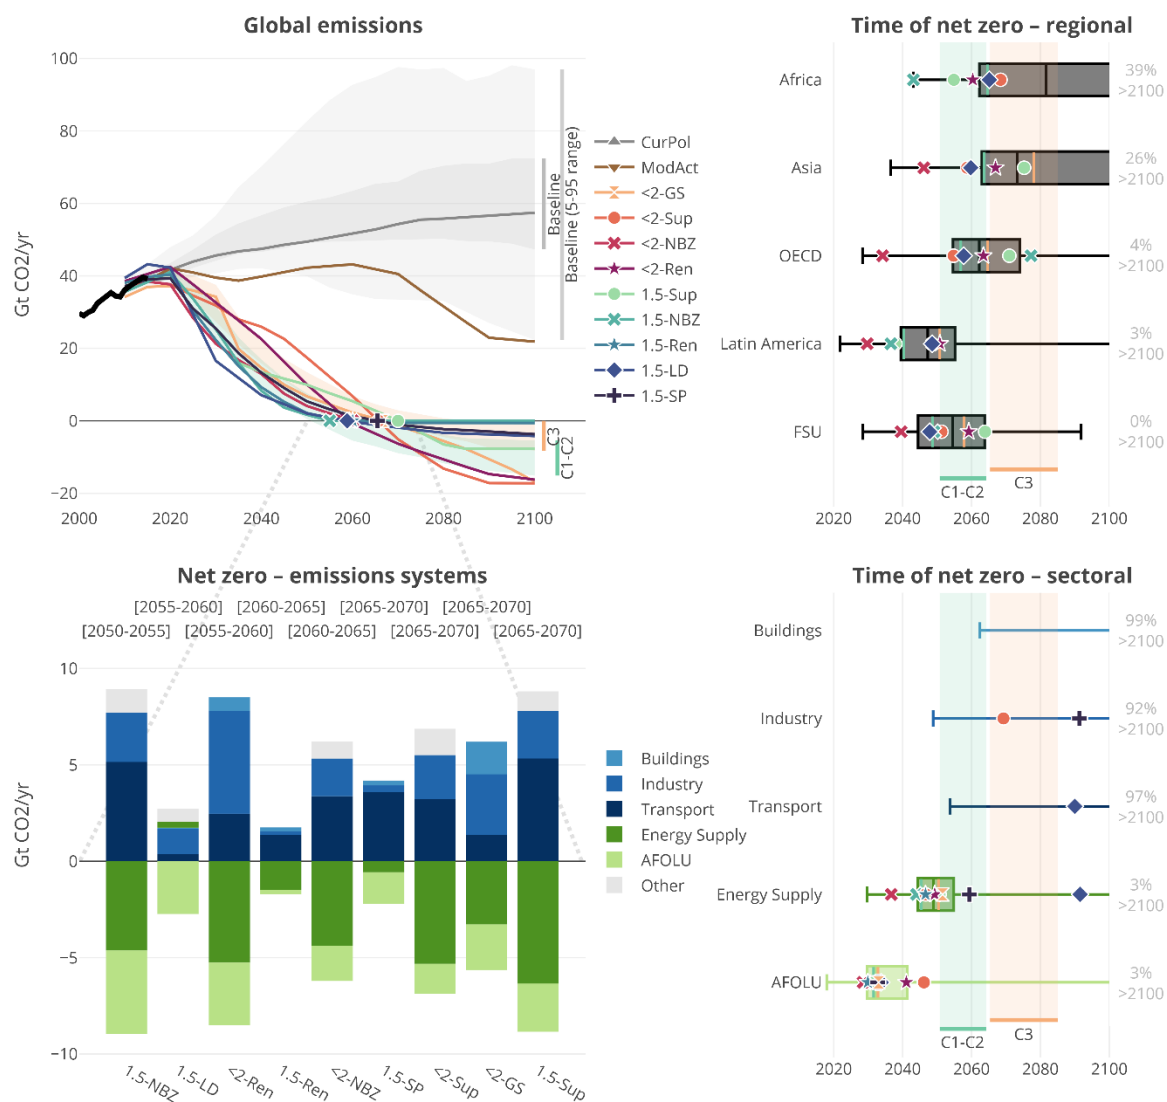 Global emissions
Time of net zero – regional
Gt CO2/yr
100
80
60
40
20
0
−20
2000
2020
2040
2060
2080
2100
Baseline
Baseline (5-95 range)
C3
C1-C2
CurPol
ModAct
<2-GS
<2-Sup
<2-NBZ
<2-Ren
1.5-Sup
1.5-NBZ
1.5-Ren
1.5-LD
1.5-SP
Africa
39%
>2100
Asia
26%
>2100
OECD
4%
>2100
Latin America
3%
>2100
FSU
0%
>2100
C1-C2
C3
2020
2040
2060
2080
2100
Net zero – emissions systems
[2055-2060] [2060-2065] [2065-2070] [2065-2070]
[2050-2055] [2055-2060] [2060-2065] [2065-2070] [2065-2070]
Gt CO2/yr
10
5
0
−5
−10
1.5-NBZ
1.5-LD
<2-Ren
1.5-Ren
<2-NBZ
1.5-SP
<2-Sup
<2-GS
1.5-Sup
Buildings
Industry
Transport
Energy Supply
AFOLU
Other
Time of net zero – sectoral
Buildings
99%
>2100
Industry
92%
>2100
Transport
97%
>2100
Energy Supply
3%
>2100
AFOLU
3%
>2100
C1-C2
C3
2020
2040
2060
2080
2100